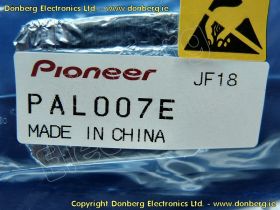 © Donberg Electronics Ltd. - www.donberg.ie
Pioneer
JF18
PAL007E
MADE IN CHINA
Copyright by Donberg Electronics Ltd. - www.donberg.ie